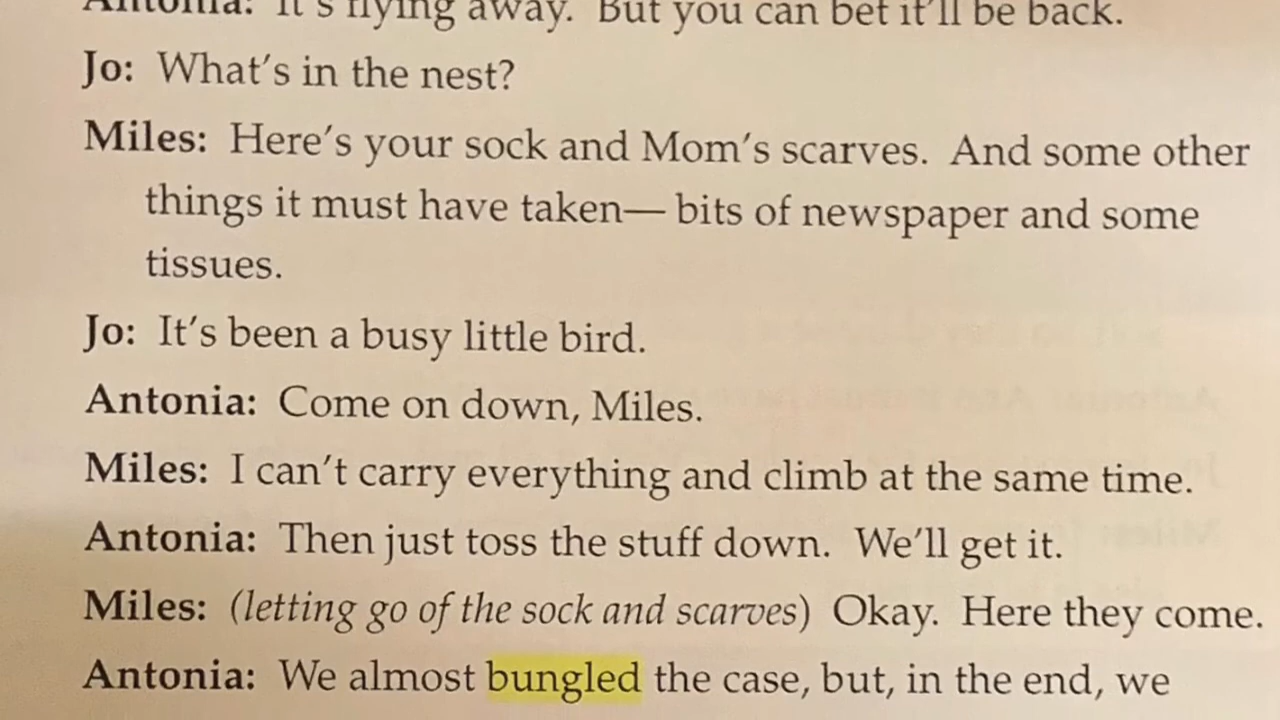 Antonia: It's flying away. But you can bet it'll be back.
Jo: What's in the nest?
Miles: Here's your sock and Mom's scarves. And some other
things it must have taken— bits of newspaper and some
tissues.
Jo: It's been a busy little bird.
Antonia: Come on down, Miles.
Miles: I can't carry everything and climb at the same time.
Antonia: Then just toss the stuff down. We'll get it.
Miles: (letting go of the sock and scarves) Okay. Here they come.
Antonia: We almost bungled the case, but, in the end, we